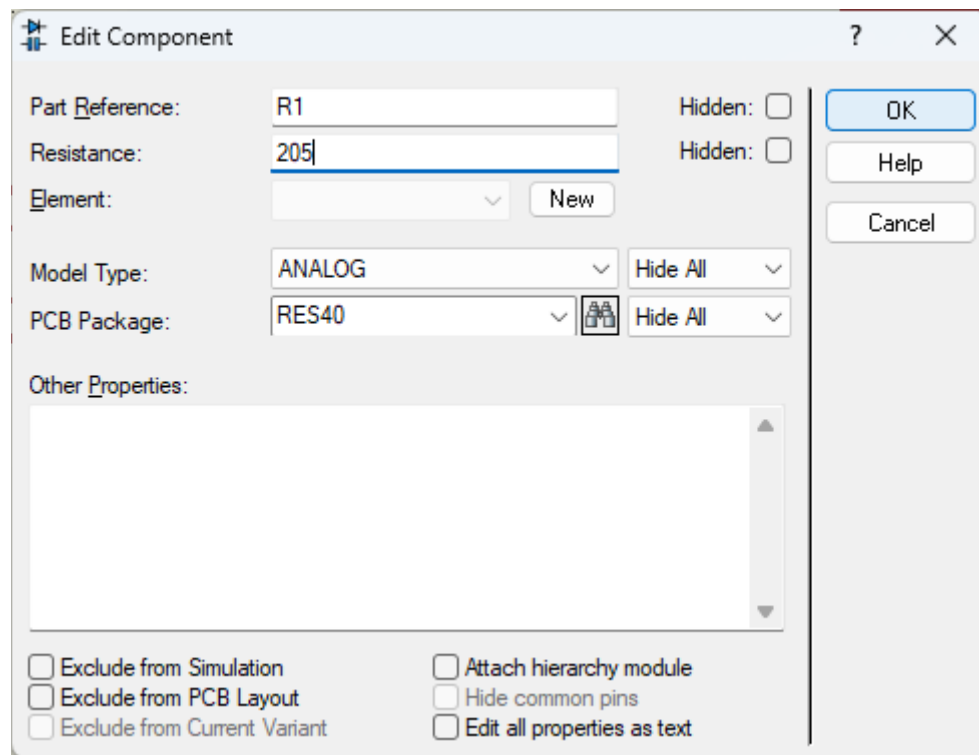 Edit Component ?
Part Reference: R1 Hidden: OK
Resistance: 205 Hidden: Help
Element: New Cancel
Model Type: ANALOG Hide All
PCB Package: RES40 Hide All
Other Properties:
Exclude from Simulation Attach hierarchy module
Exclude from PCB Layout Hide common pins
Exclude from Current Variant Edit all properties as text